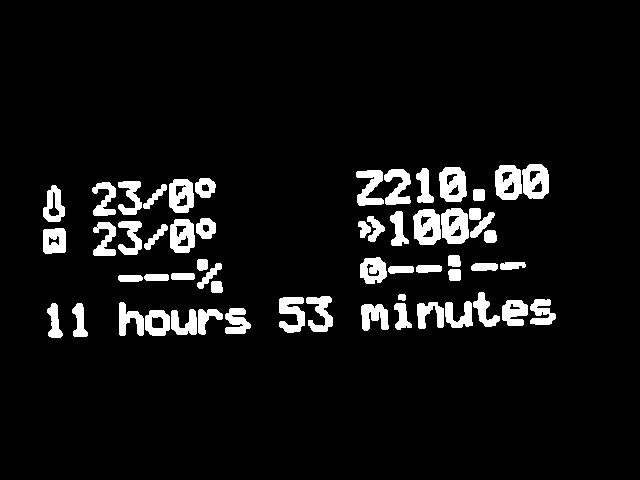 23/0° Z210.00
23/0° »100%
---% --:--
11 hours 53 minutes